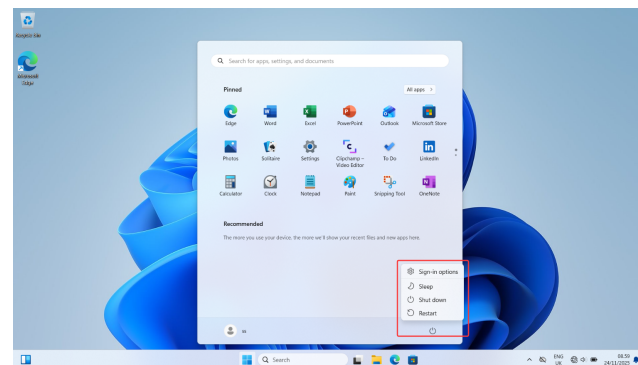 Recycle Bin
Microsoft
Edge
Search for apps, settings, and documents
Pinned
All apps
Edge
Word
Excel
PowerPoint
Outlook
Microsoft Store
Photos
Solitaire
Settings
Clipchamp –
Video Editor
To Do
LinkedIn
Calculator
Clock
Notepad
Paint
Snipping Tool
OneNote
Recommended
The more you use your device, the more we'll show your recent files and new apps here.
Sign-in options
Sleep
Shut down
Restart
Search
ENG
UK
08:59
24/11/2025